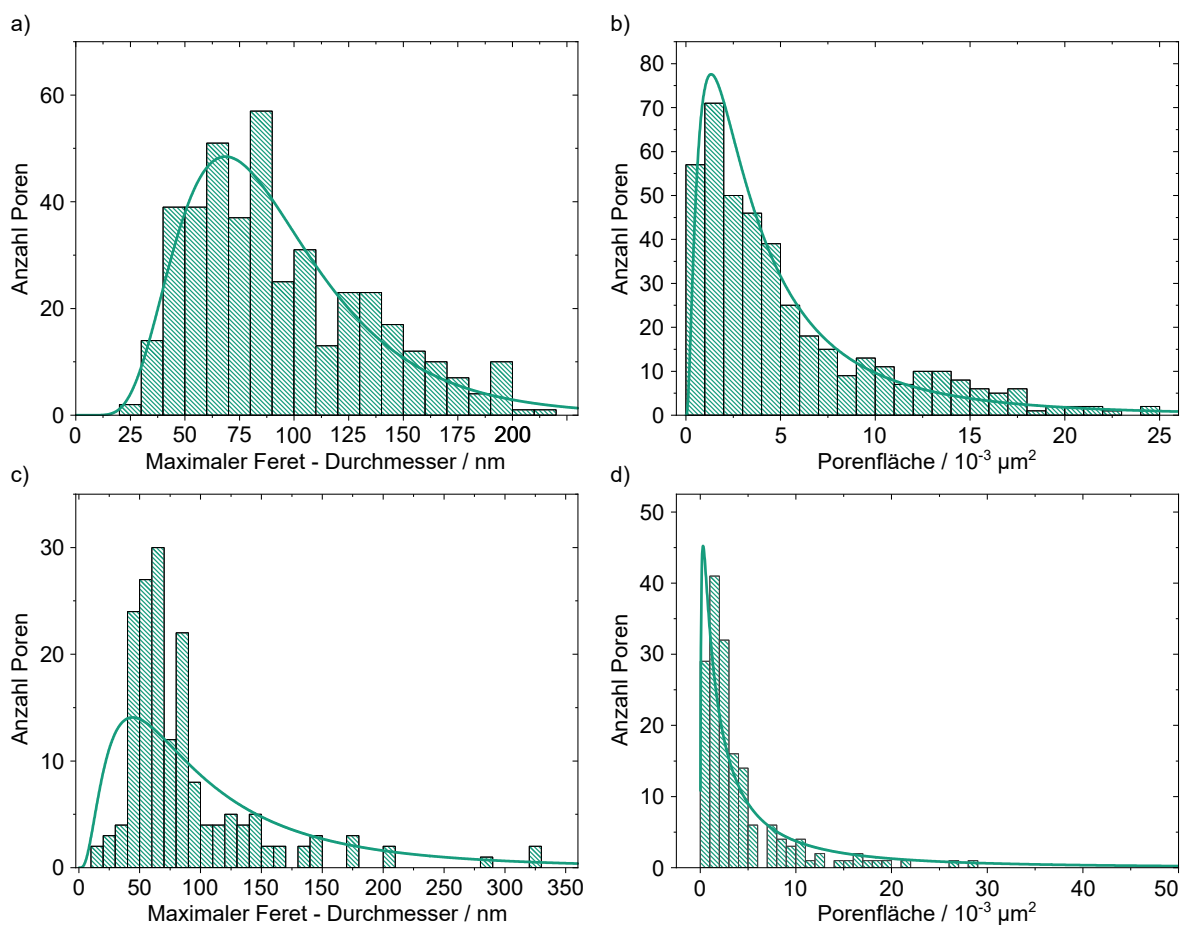 a)
60
40
20
0
Anzahl Poren
0 25 50 75 100 125 150 175 200
Maximaler Feret - Durchmesser / nm
b)
80
70
60
50
40
30
20
10
0
Anzahl Poren
0 5 10 15 20 25
Porenfläche / 10⁻³ µm²
c)
30
20
10
0
Anzahl Poren
0 50 100 150 200 250 300 350
Maximaler Feret - Durchmesser / nm
d)
50
40
30
20
10
0
Anzahl Poren
0 10 20 30 40 50
Porenfläche / 10⁻³ µm²